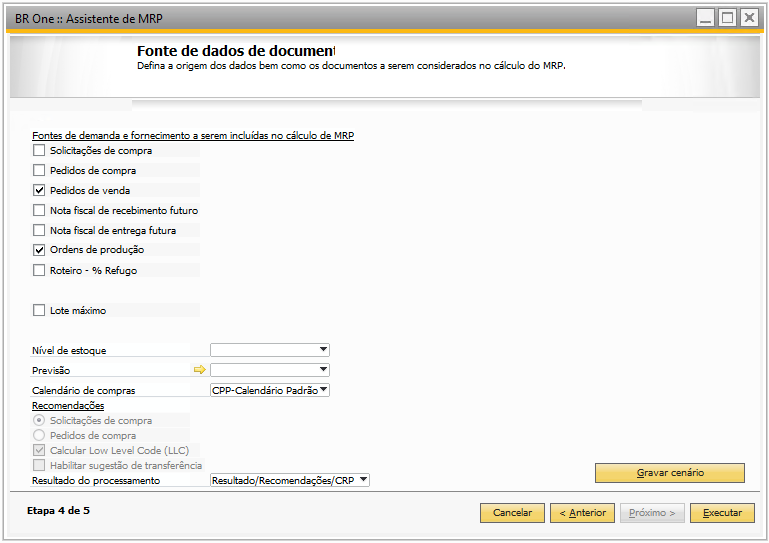 BR One :: Assistente de MRP
Fonte de dados de document
Defina a origem dos dados bem como os documentos a serem considerados no cálculo do MRP.
Fontes de demanda e fornecimento a serem incluídas no cálculo de MRP
Solicitações de compra
Pedidos de compra
Pedidos de venda
Nota fiscal de recebimento futuro
Nota fiscal de entrega futura
Ordens de produção
Roteiro - % Refugo
Lote máximo
Nível de estoque
Previsão
Calendário de compras CPP-Calendário Padrão
Recomendações
Solicitações de compra
Pedidos de compra
Calcular Low Level Code (LLC)
Habilitar sugestão de transferência
Resultado do processamento Resultado/Recomendações/CRP
Gravar cenário
Etapa 4 de 5 Cancelar < Anterior Próximo > Executar